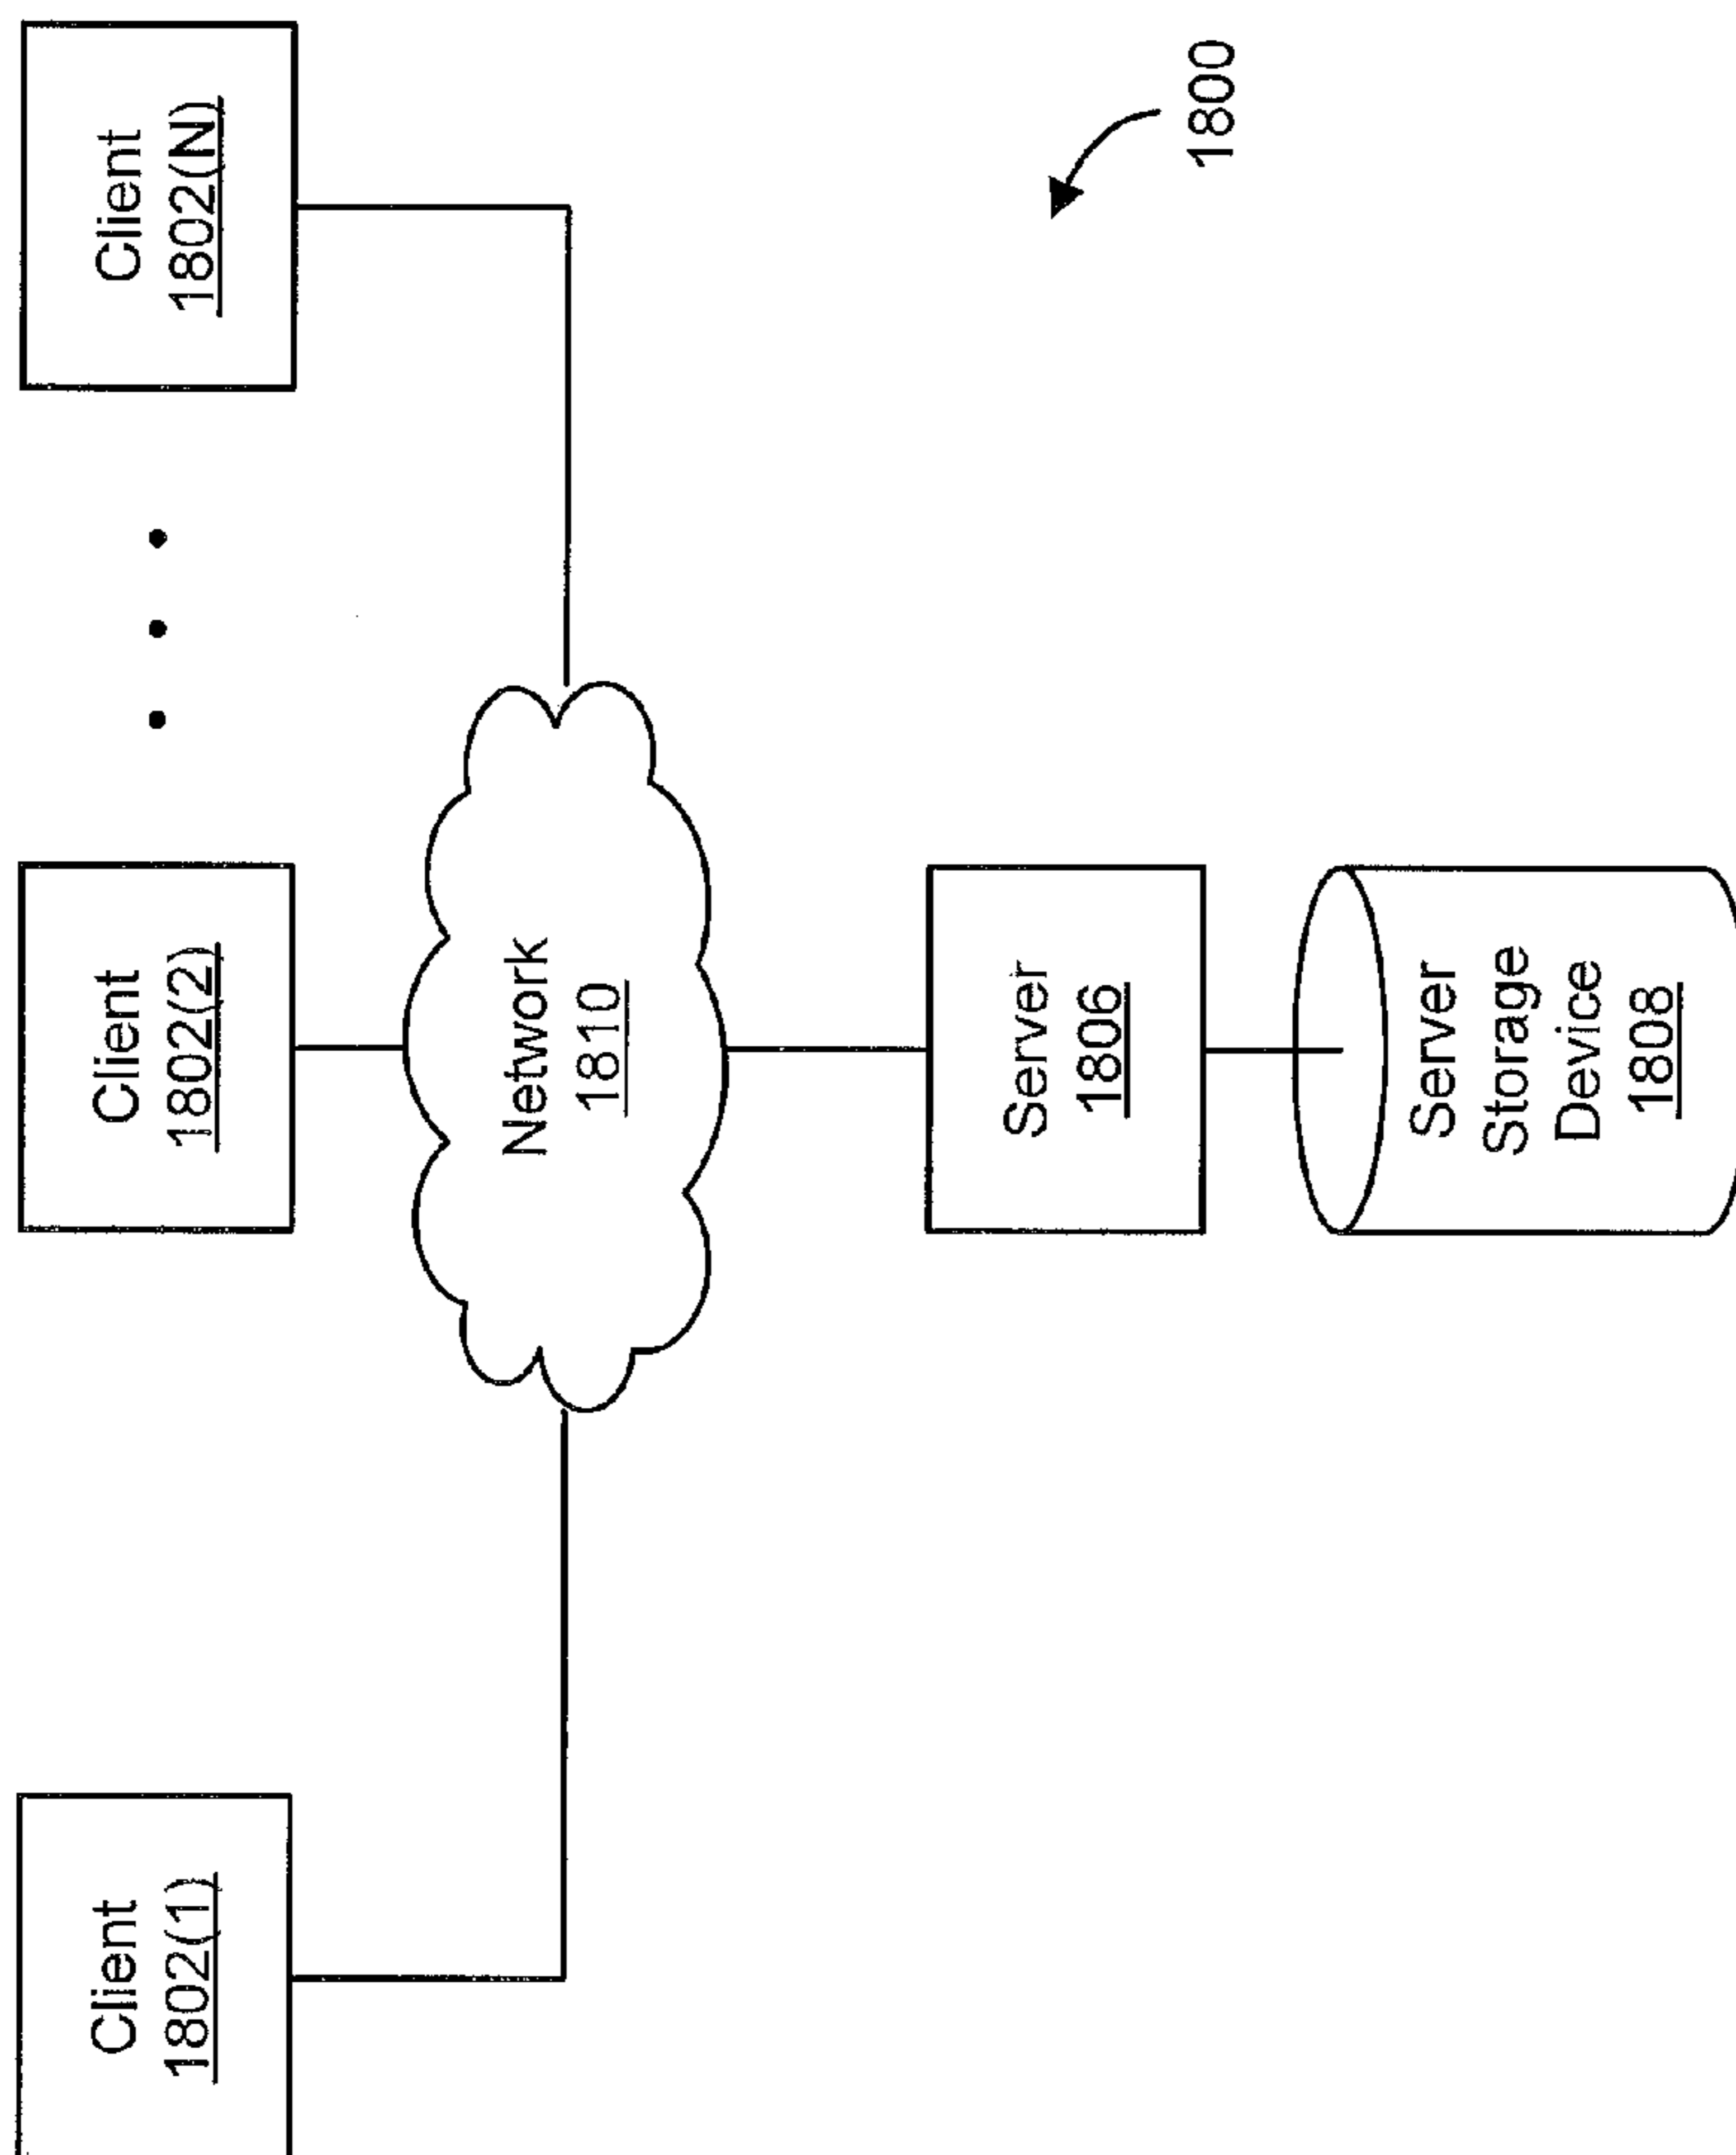 Client
1802(1)
Client
1802(2)
Client
1802(N)
Network
1810
Server
1806
Server
Storage
Device
1808
1800